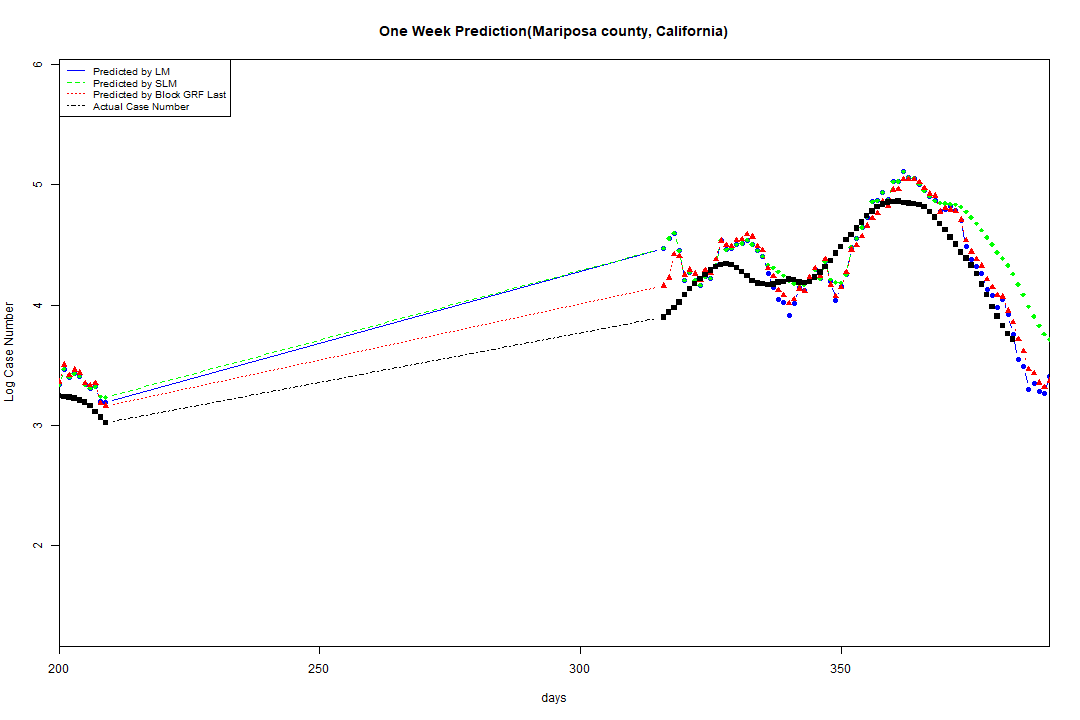 One Week Prediction(Mariposa county, California)
Predicted by LM
Predicted by SLM
Predicted by Block GRF Last
Actual Case Number
6
5
4
3
2
Log Case Number
200 250 300 350
days